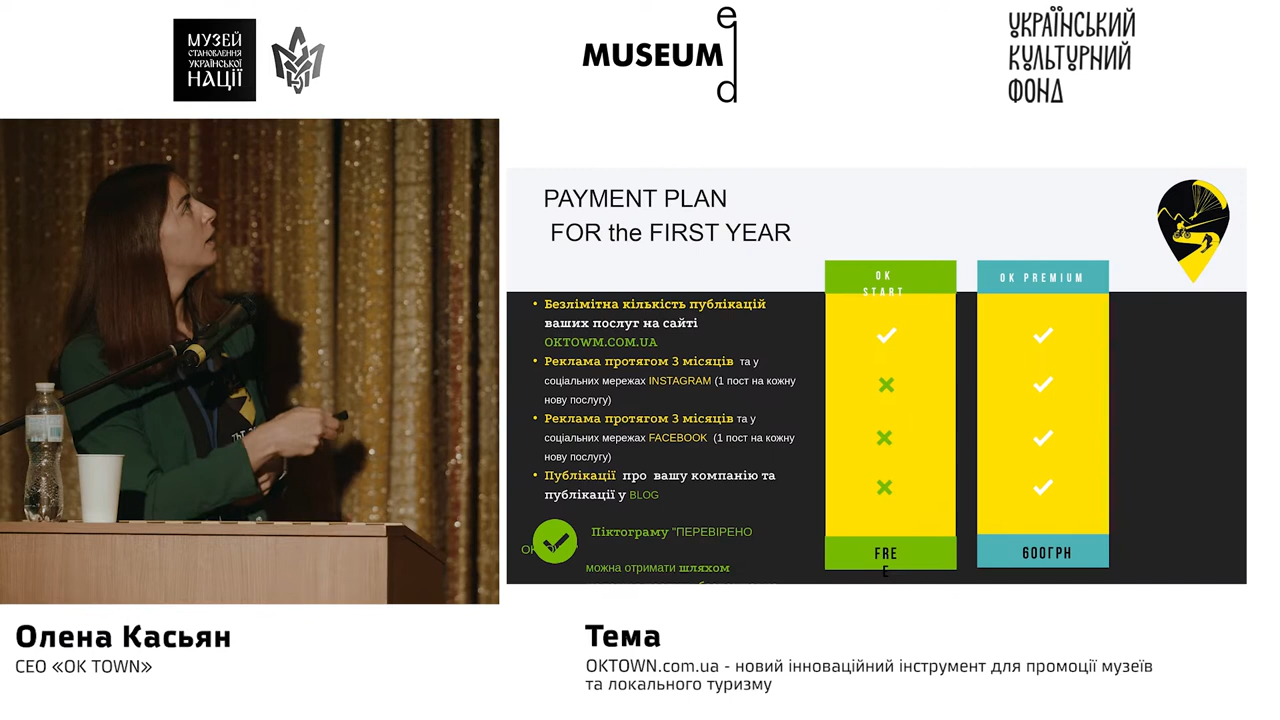 МУЗЕЙ
СТАНОВЛЕННЯ
УКРАЇНСЬКОЇ
НАЦІЇ
MUSEUM
ed
УКРАЇНСЬКИЙ
КУЛЬТУРНИЙ
ФОНД
PAYMENT PLAN
FOR the FIRST YEAR
OK
START
OK PREMIUM
• Безлімітна кількість публікацій
ваших послуг на сайті
OKTOWM.COM.UA
• Реклама протягом 3 місяців та у
соціальних мережах INSTAGRAM (1 пост на кожну
нову послугу)
• Реклама протягом 3 місяців та у
соціальних мережах FACEBOOK (1 пост на кожну
нову послугу)
• Публікації про вашу компанію та
публікації у BLOG
Піктограму "ПЕРЕВІРЕНО
можна отримати шляхом
FRE
E
600ГРН
Олена Касьян
СЕО «OK TOWN»
Тема
OKTOWN.com.ua - новий інноваційний інструмент для промоції музеїв
та локального туризму